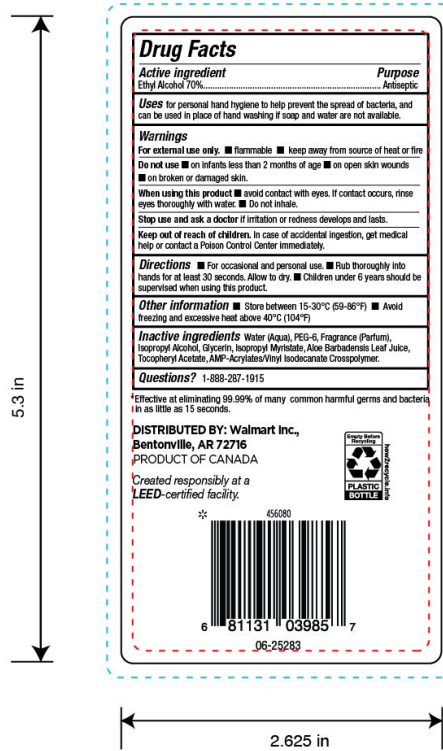 Drug Facts
Active ingredient Purpose
Ethyl Alcohol 70%.......................................................... Antiseptic
Uses for personal hand hygiene to help prevent the spread of bacteria, and
can be used in place of hand washing if soap and water are not available.
Warnings
For external use only. ■ flammable ■ keep away from source of heat or fire
Do not use ■ on infants less than 2 months of age ■ on open skin wounds
■ on broken or damaged skin.
When using this product ■ avoid contact with eyes. If contact occurs, rinse
eyes thoroughly with water. ■ Do not inhale.
Stop use and ask a doctor if irritation or redness develops and lasts.
Keep out of reach of children. In case of accidental ingestion, get medical
help or contact a Poison Control Center immediately.
Directions ■ For occasional and personal use. ■ Rub thoroughly into
hands for at least 30 seconds. Allow to dry. ■ Children under 6 years should be
supervised when using this product.
Other information ■ Store between 15-30°C (59-86°F) ■ Avoid
freezing and excessive heat above 40°C (104°F)
Inactive ingredients Water (Aqua), PEG-6, Fragrance (Parfum),
Isopropyl Alcohol, Glycerin, Isopropyl Myristate, Aloe Barbadensis Leaf Juice,
Tocopheryl Acetate, AMP-Acrylates/Vinyl Isodecanate Crosspolymer.
Questions? 1-888-287-1915
*Effective at eliminating 99.99% of many common harmful germs and bacteria
in as little as 15 seconds.
DISTRIBUTED BY: Walmart Inc.,
Bentonville, AR 72716
PRODUCT OF CANADA
Created responsibly at a
LEED-certified facility.
Empty Before
Recycling
PLASTIC
BOTTLE
how2recycle.info
* 456080
6 81131 03985 7
06-25283
5.3 in
2.625 in